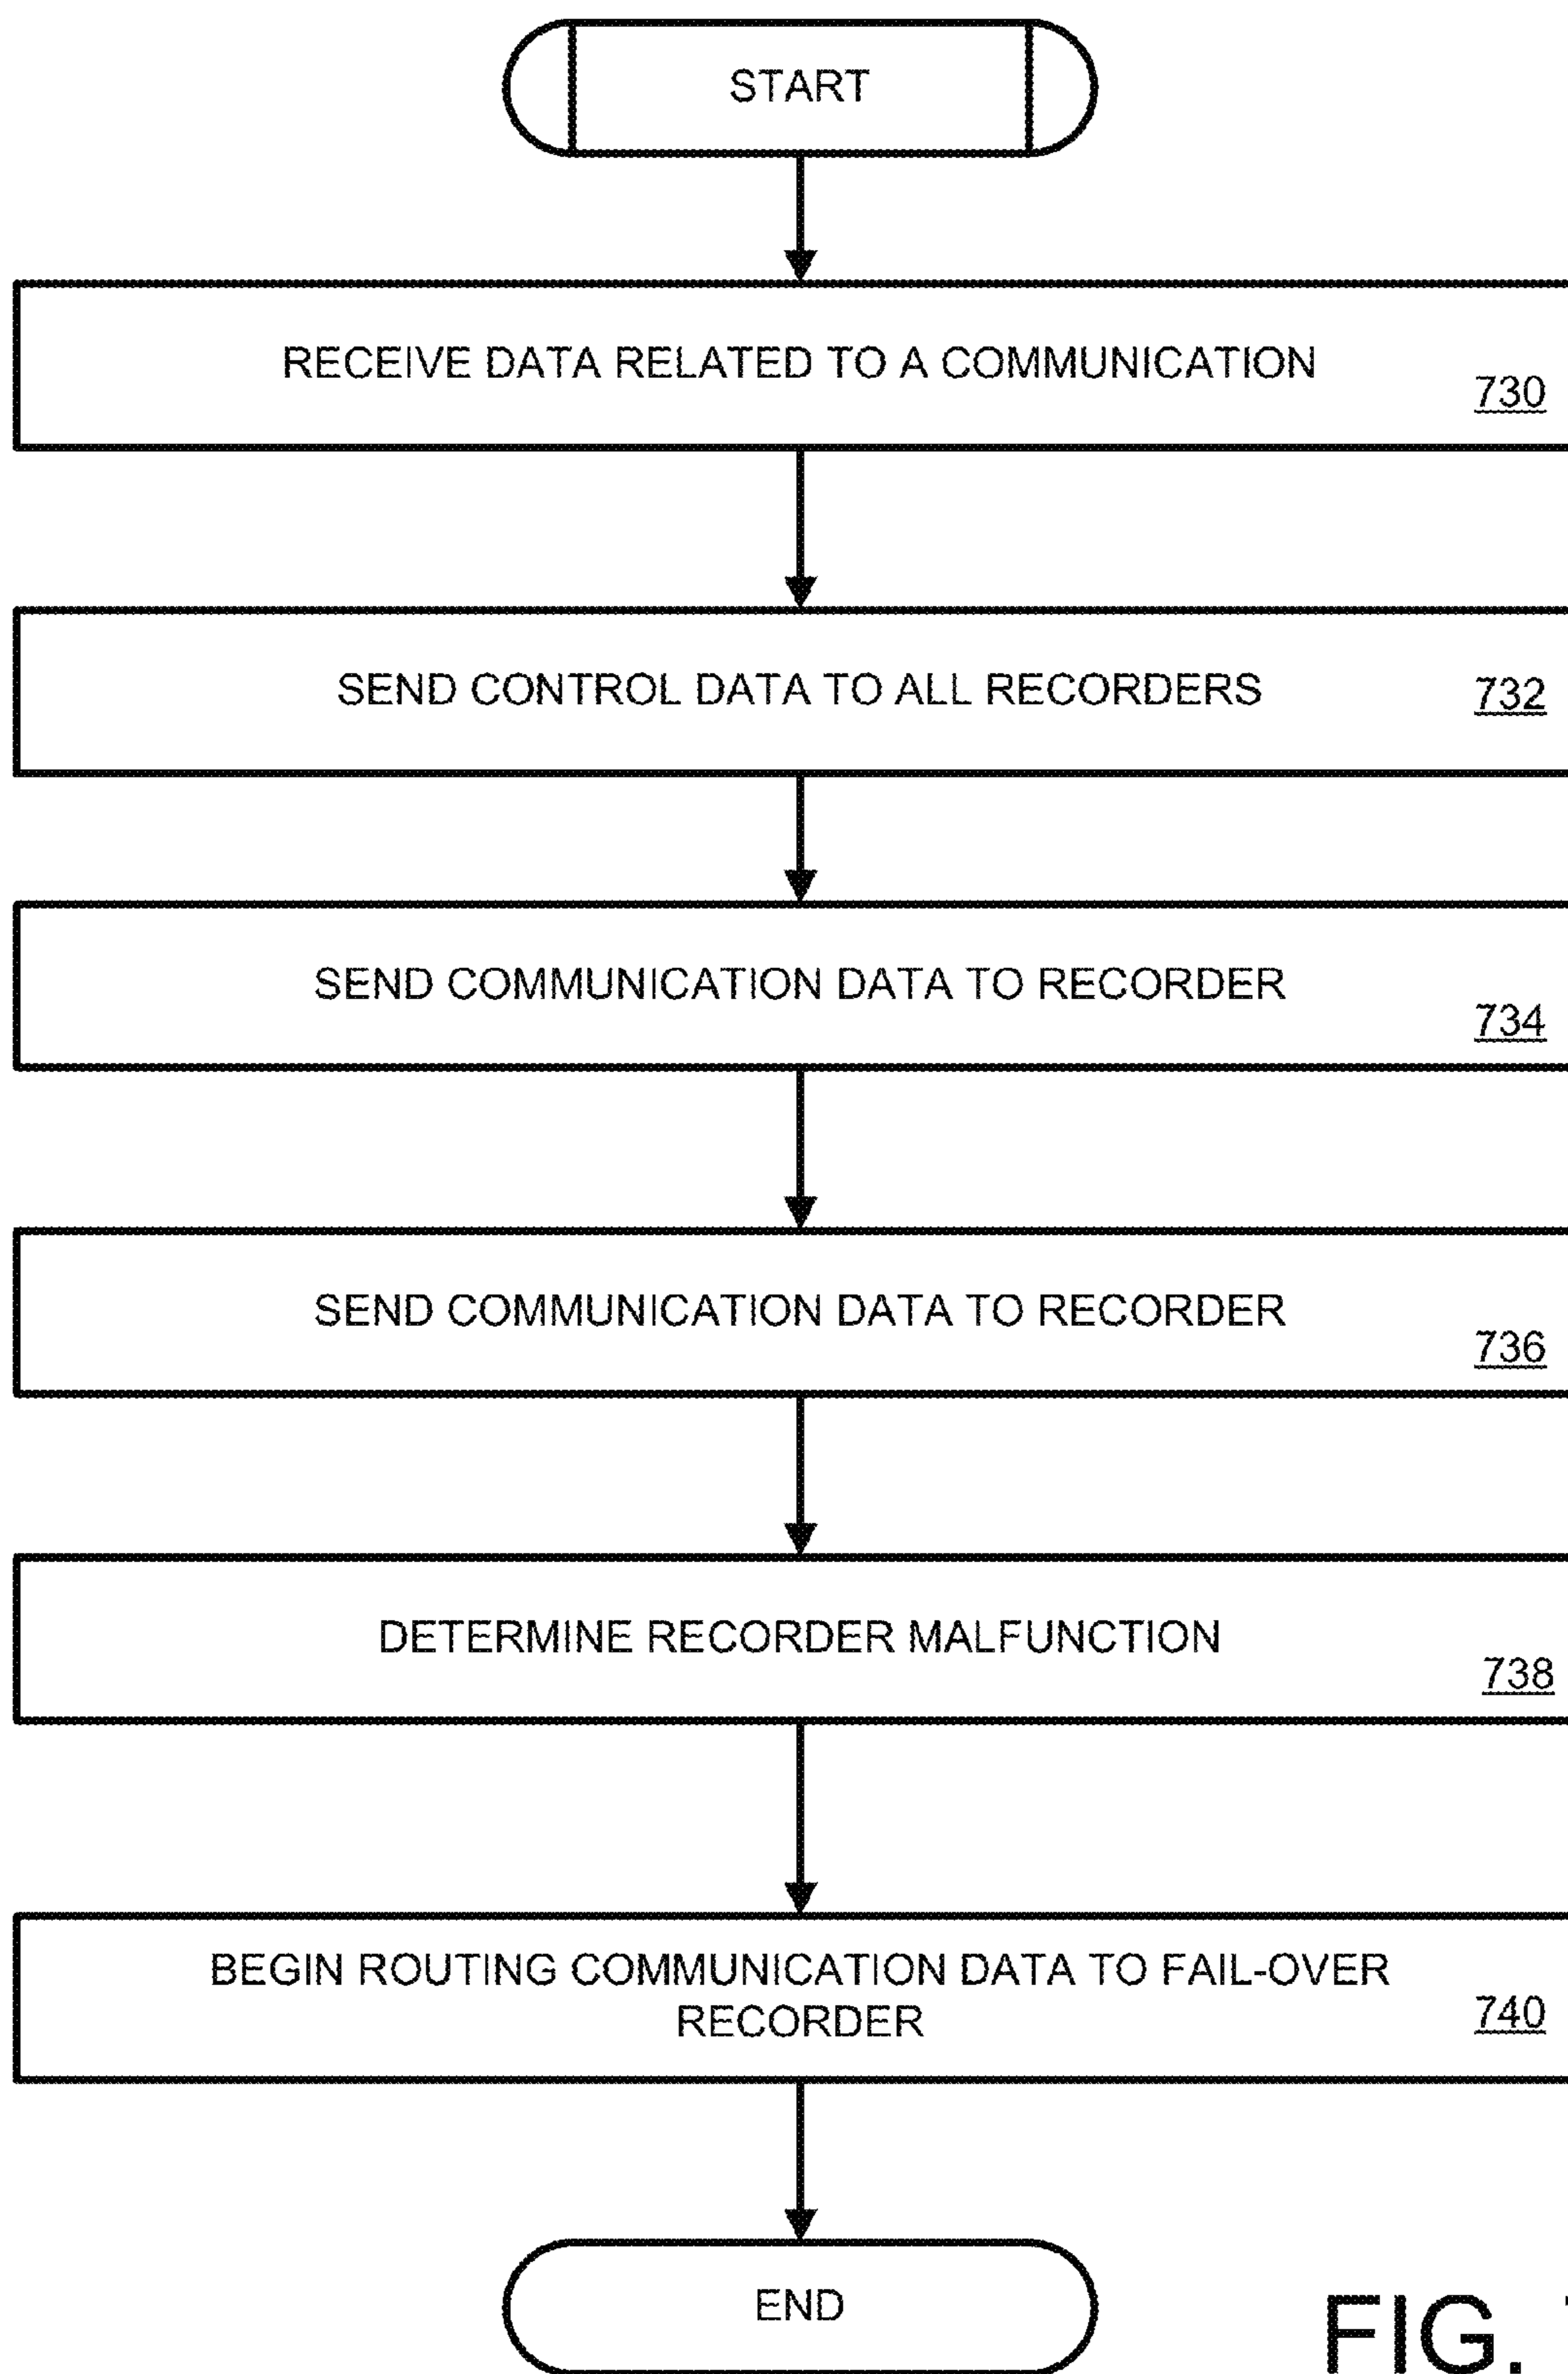 START
RECEIVE DATA RELATED TO A COMMUNICATION
730
SEND CONTROL DATA TO ALL RECORDERS
732
SEND COMMUNICATION DATA TO RECORDER
734
SEND COMMUNICATION DATA TO RECORDER
736
DETERMINE RECORDER MALFUNCTION
738
BEGIN ROUTING COMMUNICATION DATA TO FAIL-OVER
RECORDER
740
END
FIG.